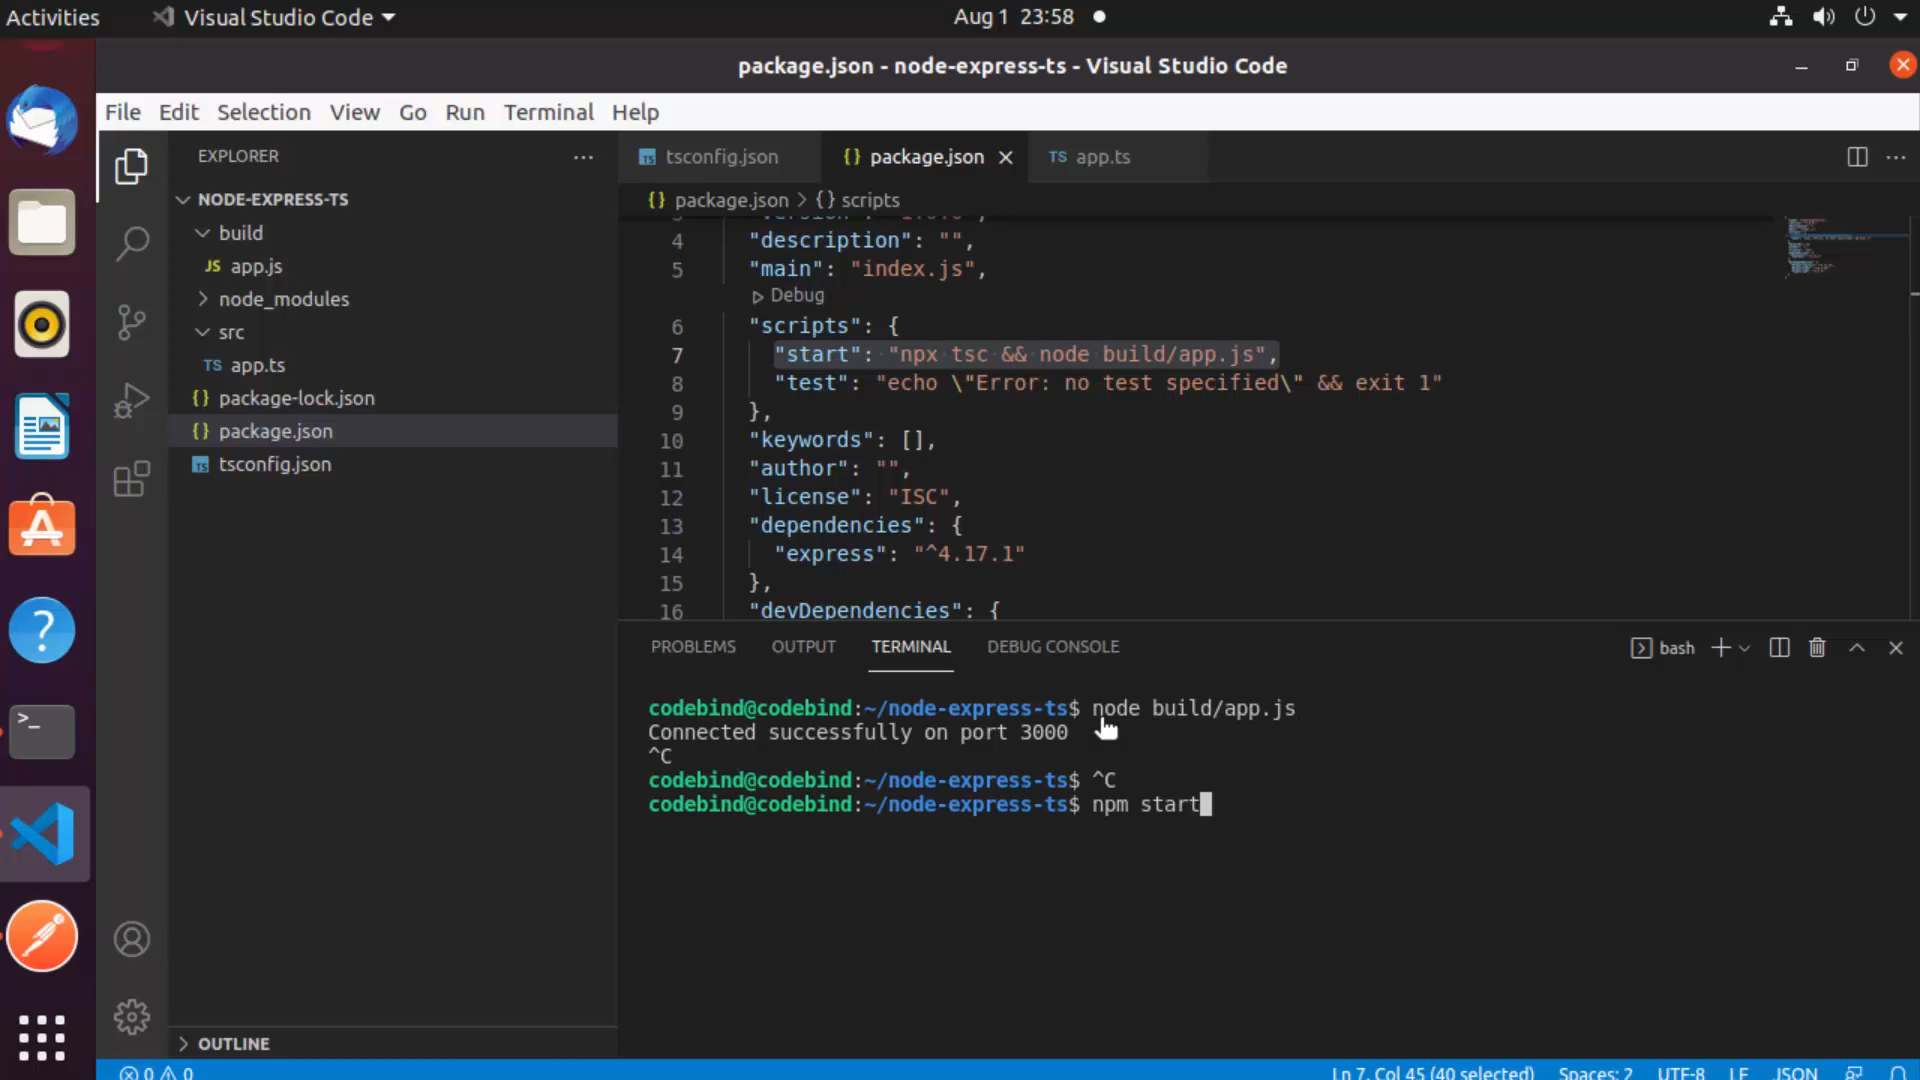 Activities
Visual Studio Code
Aug 1 23:58
package.json - node-express-ts - Visual Studio Code
File Edit Selection View Go Run Terminal Help
EXPLORER
NODE-EXPRESS-TS
build
JS app.js
node_modules
src
TS app.ts
{} package-lock.json
{} package.json
TS tsconfig.json
OUTLINE
TS tsconfig.json
{} package.json
TS app.ts
{} package.json > {} scripts
4 "description": "",
5 "main": "index.js",
Debug
6 "scripts": {
7 "start": "npx tsc && node build/app.js",
8 "test": "echo \"Error: no test specified\" && exit 1"
9 },
10 "keywords": [],
11 "author": "",
12 "license": "ISC",
13 "dependencies": {
14 "express": "^4.17.1"
15 },
16 "devDependencies": {
PROBLEMS OUTPUT TERMINAL DEBUG CONSOLE
bash
codebind@codebind:~/node-express-ts$ node build/app.js
Connected successfully on port 3000
^C
codebind@codebind:~/node-express-ts$ ^C
codebind@codebind:~/node-express-ts$ npm start
0 0
Ln 7, Col 45 (40 selected) Spaces: 2 UTF-8 LF JSON